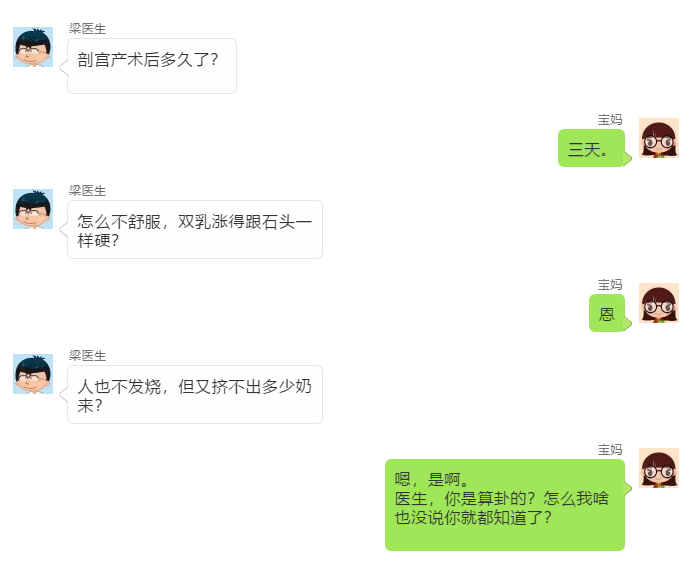 梁医生
剖宫产术后多久了？
宝妈
三天。
梁医生
怎么不舒服，双乳涨得跟石头一
样硬？
宝妈
恩
梁医生
人也不发烧，但又挤不出多少奶
来？
宝妈
嗯，是啊。
医生，你是算卦的？怎么我啥
也没说你就都知道了？